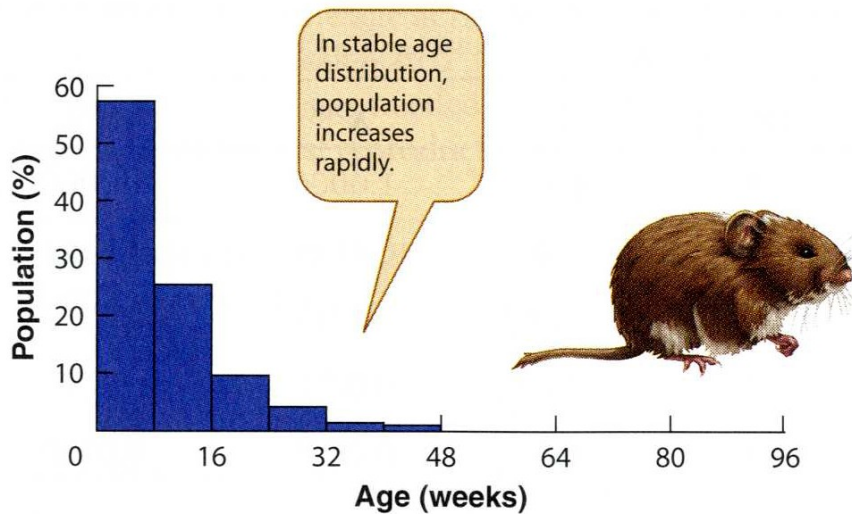 In stable age
distribution,
population
increases
rapidly.
60
50
40
30
20
10
0
16
32
48
64
80
96
Population (%)
Age (weeks)